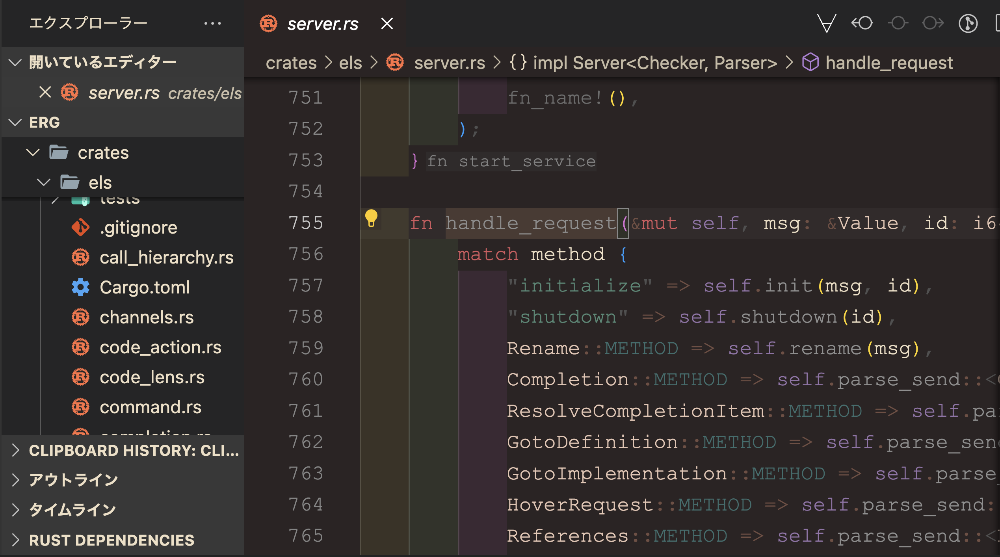 エクスプローラー
開いているエディター
server.rs crates/els
ERG
crates
els
tests
.gitignore
call_hierarchy.rs
Cargo.toml
channels.rs
code_action.rs
code_lens.rs
command.rs
completion.rs
CLIPBOARD HISTORY: CLI...
アウトライン
タイムライン
RUST DEPENDENCIES
server.rs
crates > els > server.rs > {} impl Server<Checker, Parser> > handle_request
751 fn_name!(),
752 );
753 } fn start_service
754
755 fn handle_request(&mut self, msg: &Value, id: i6
756 match method {
757 "initialize" => self.init(msg, id),
758 "shutdown" => self.shutdown(id),
759 Rename::METHOD => self.rename(msg),
760 Completion::METHOD => self.parse_send::<
761 ResolveCompletionItem::METHOD => self.pa
762 GotoDefinition::METHOD => self.parse_sen
763 GotoImplementation::METHOD => self.parse_
764 HoverRequest::METHOD => self.parse_send:
765 References::METHOD => self.parse_send::<